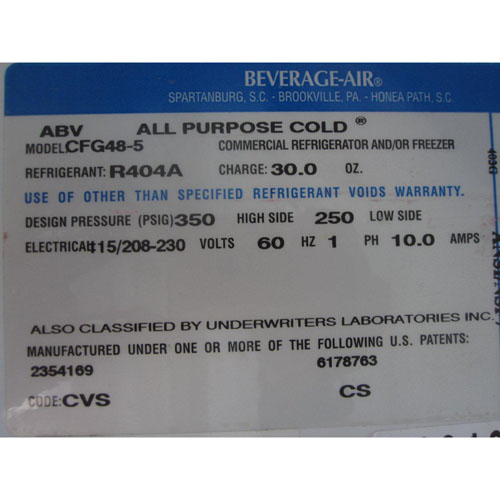 BEVERAGE-AIR®
SPARTANBURG, S.C. - BROOKVILLE, PA. - HONEA PATH, S.C.
ABV ALL PURPOSE COLD ®
MODEL CFG48-5 COMMERCIAL REFRIGERATOR AND/OR FREEZER
REFRIGERANT: R404A CHARGE: 30.0 OZ.
USE OF OTHER THAN SPECIFIED REFRIGERANT VOIDS WARRANTY.
DESIGN PRESSURE (PSIG) 350 HIGH SIDE 250 LOW SIDE
ELECTRICAL 115/208-230 VOLTS 60 HZ 1 PH 10.0 AMPS
ALSO CLASSIFIED BY UNDERWRITERS LABORATORIES INC.
MANUFACTURED UNDER ONE OR MORE OF THE FOLLOWING U.S. PATENTS:
2354169 6178763
CODE: CVS CS